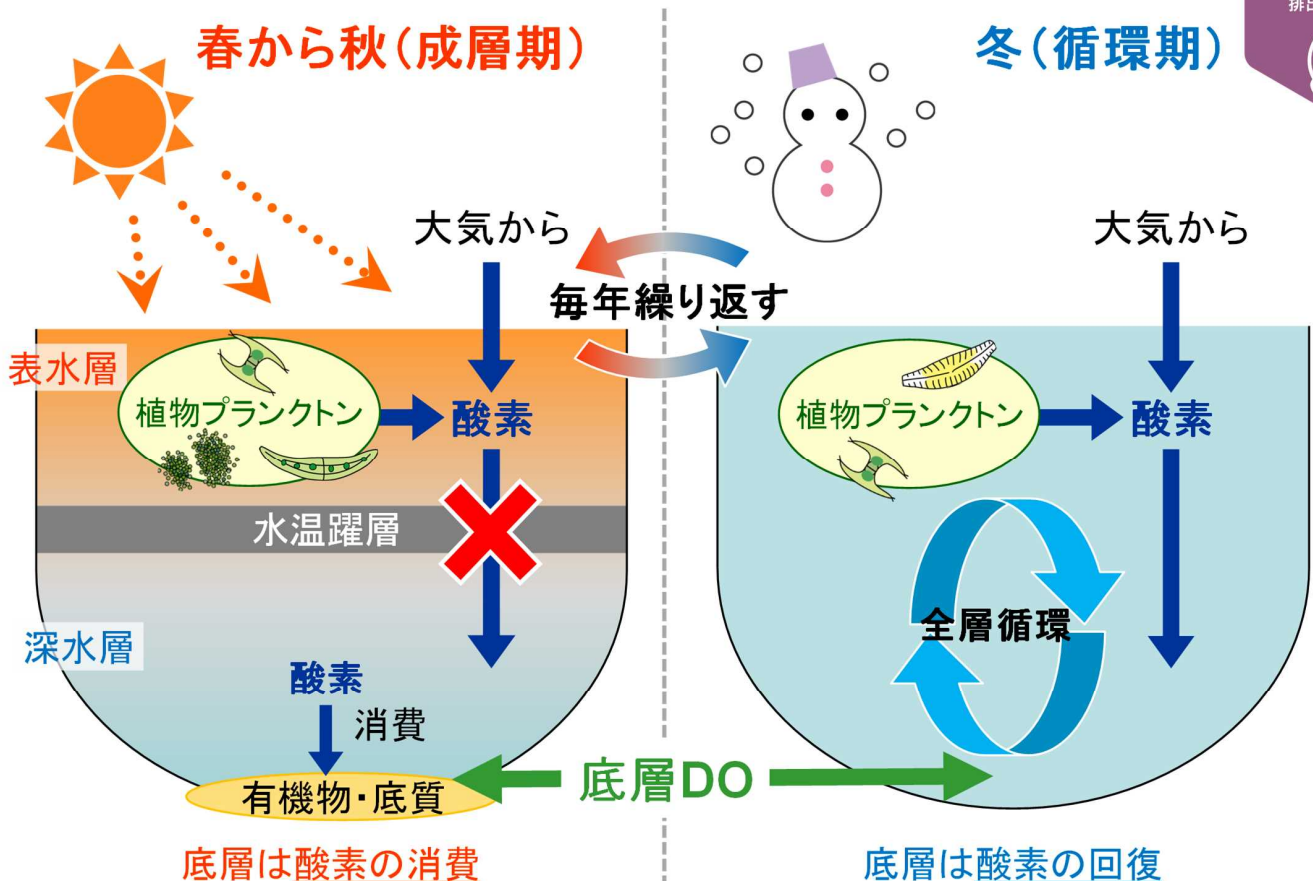 春から秋(成層期)
大気から
表水層
植物プランクトン
酸素
水温躍層
深水層
酸素
消費
有機物・底質
底層は酸素の消費
毎年繰り返す
底層DO
冬(循環期)
大気から
植物プランクトン
酸素
全層循環
底層は酸素の回復
排出